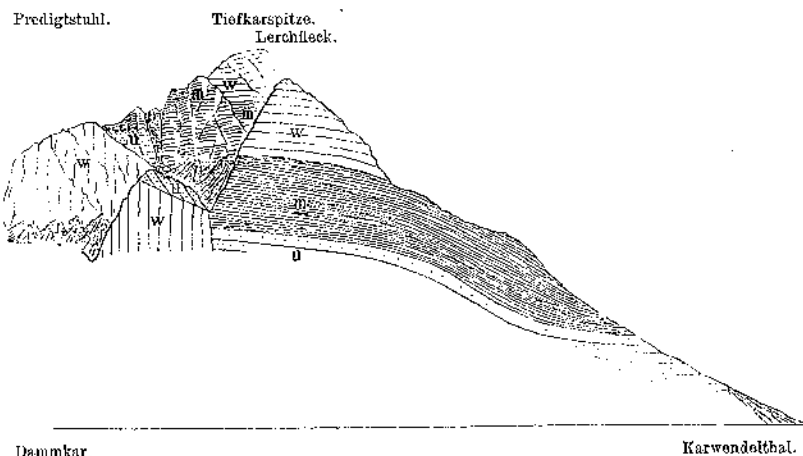 Predigtstuhl. Tiefkarspitze.
Lerchfleck.
w
m
m
u
w
w
u
w
m
u
Dammkar Karwendelthal.